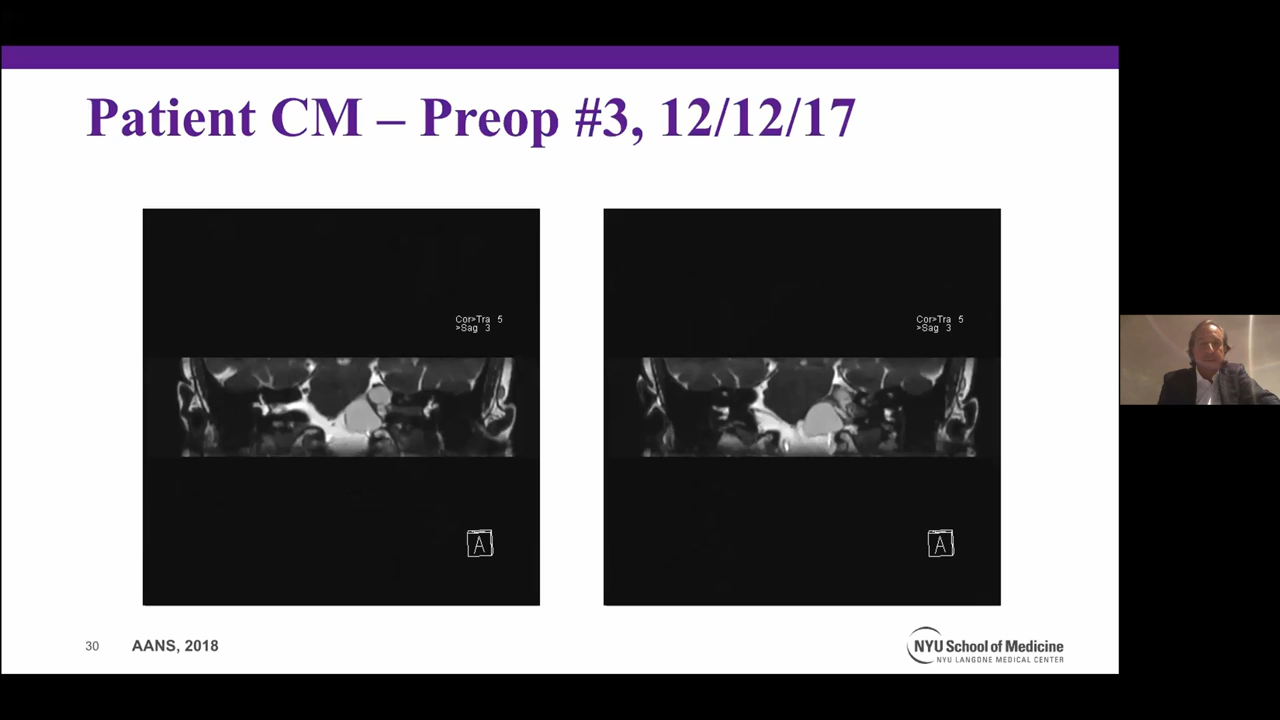 Patient CM – Preop #3, 12/12/17
Cor>Tra 5
>Sag 3
Cor>Tra 5
>Sag 3
A
A
30
AANS, 2018
NYU School of Medicine
NYU LANGONE MEDICAL CENTER